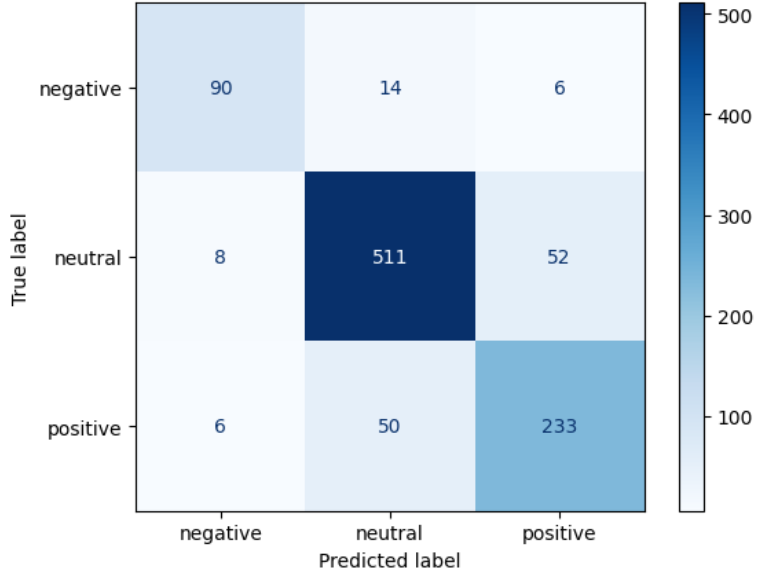 500
negative 90 14 6
400
True label
neutral 8 511 52
300
200
positive 6 50 233
100
negative neutral positive
Predicted label